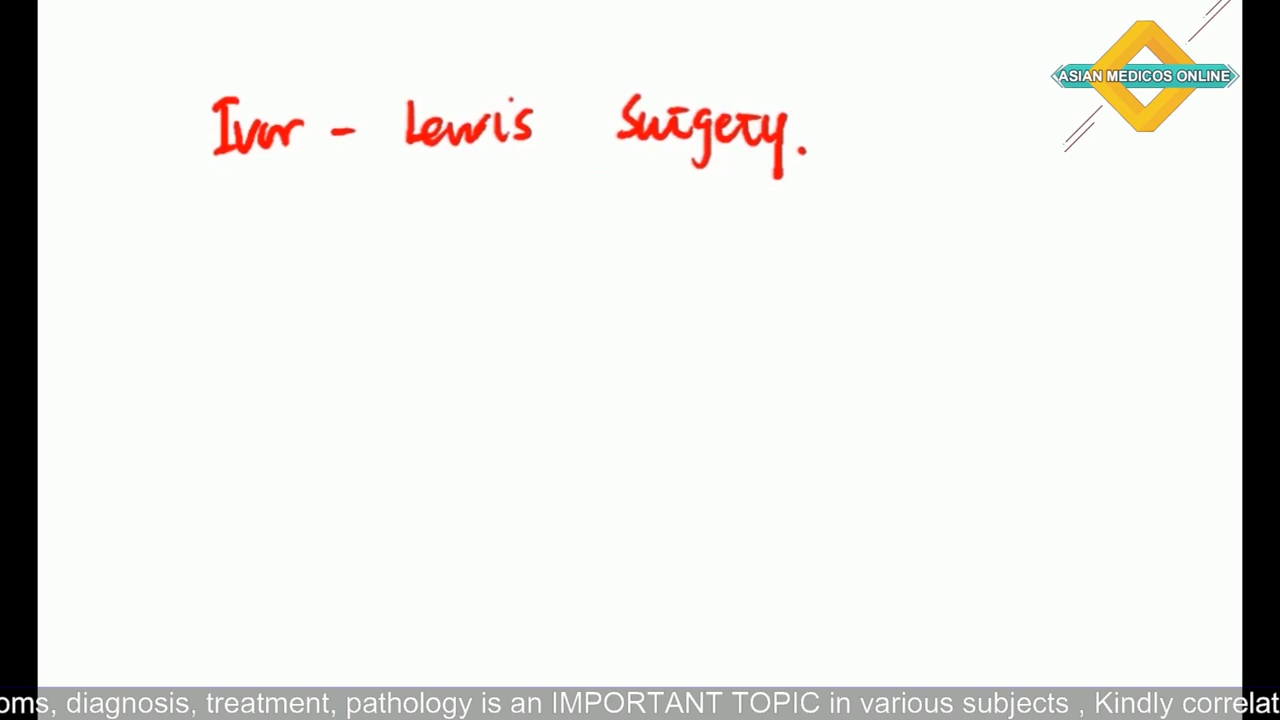 ASIAN MEDICOS ONLINE
Ivor - Lewis Surgery.
oms, diagnosis, treatment, pathology is an IMPORTANT TOPIC in various subjects , Kindly correlat